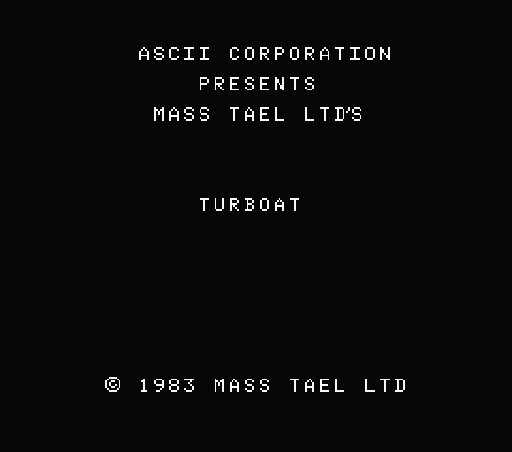 ASCII CORPORATION
PRESENTS
MASS TAEL LTD'S
TURBOAT
© 1983 MASS TAEL LTD